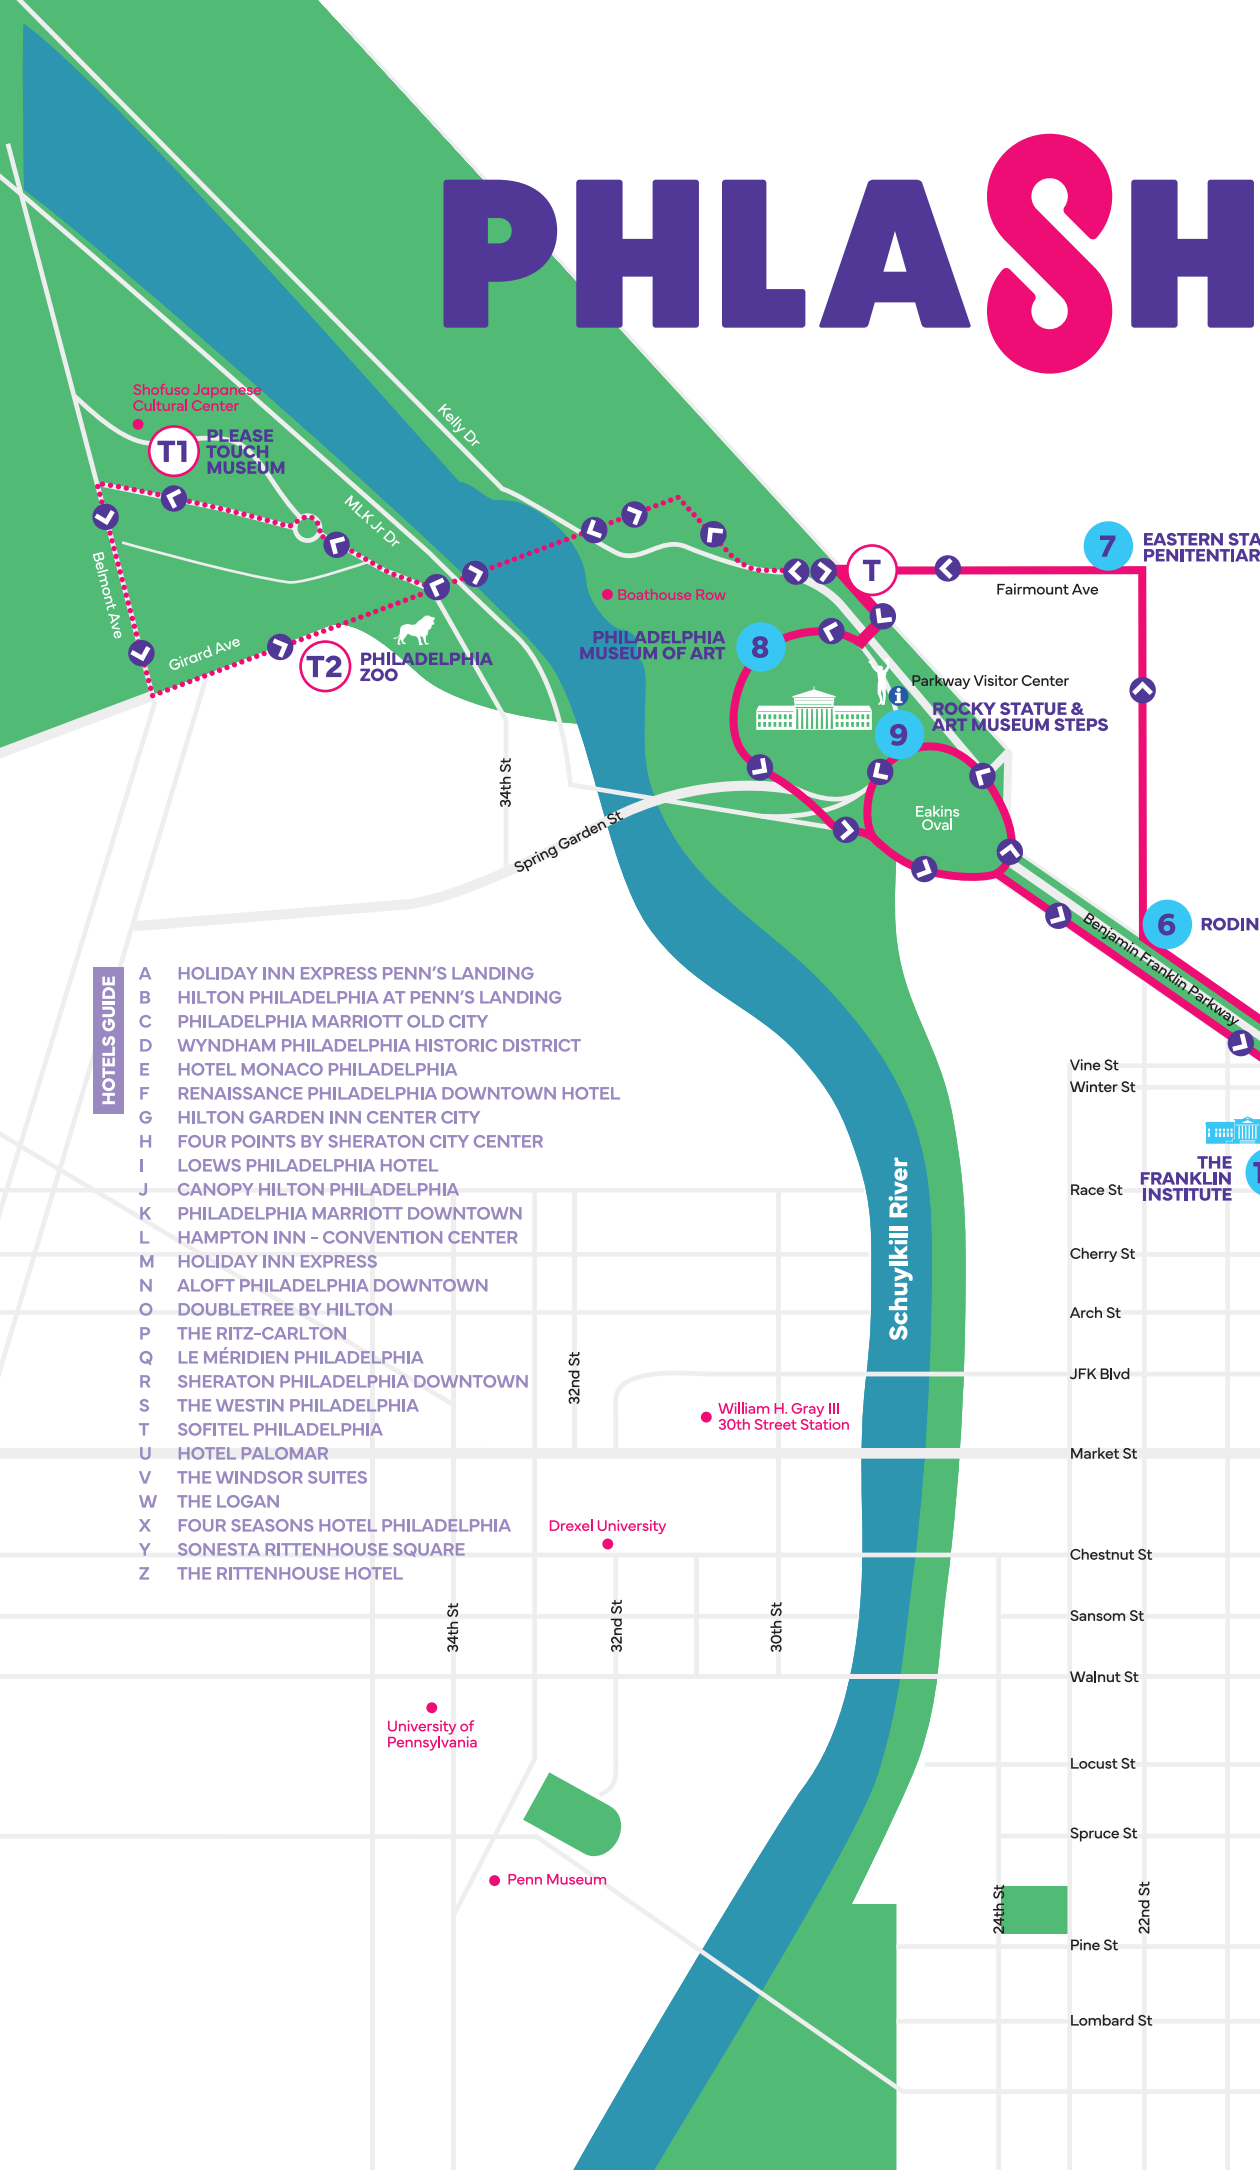 PHLASH
Shofuso Japanese
Cultural Center
T1
PLEASE
TOUCH
MUSEUM
Kelly Dr
MLK Jr Dr
Belmont Ave
Girard Ave
T2
PHILADELPHIA
ZOO
Boathouse Row
T
7
EASTERN STA
PENITENTIAR
Fairmount Ave
PHILADELPHIA
MUSEUM OF ART
8
Parkway Visitor Center
i
ROCKY STATUE &
ART MUSEUM STEPS
9
Eakins
Oval
34th St
Spring Garden St
6
RODIN
Benjamin Franklin Parkway
HOTELS GUIDE
A HOLIDAY INN EXPRESS PENN'S LANDING
B HILTON PHILADELPHIA AT PENN'S LANDING
C PHILADELPHIA MARRIOTT OLD CITY
D WYNDHAM PHILADELPHIA HISTORIC DISTRICT
E HOTEL MONACO PHILADELPHIA
F RENAISSANCE PHILADELPHIA DOWNTOWN HOTEL
G HILTON GARDEN INN CENTER CITY
H FOUR POINTS BY SHERATON CITY CENTER
I LOEWS PHILADELPHIA HOTEL
J CANOPY HILTON PHILADELPHIA
K PHILADELPHIA MARRIOTT DOWNTOWN
L HAMPTON INN - CONVENTION CENTER
M HOLIDAY INN EXPRESS
N ALOFT PHILADELPHIA DOWNTOWN
O DOUBLETREE BY HILTON
P THE RITZ-CARLTON
Q LE MÉRIDIEN PHILADELPHIA
R SHERATON PHILADELPHIA DOWNTOWN
S THE WESTIN PHILADELPHIA
T SOFITEL PHILADELPHIA
U HOTEL PALOMAR
V THE WINDSOR SUITES
W THE LOGAN
X FOUR SEASONS HOTEL PHILADELPHIA
Y SONESTA RITTENHOUSE SQUARE
Z THE RITTENHOUSE HOTEL
Vine St
Winter St
THE
FRANKLIN
INSTITUTE
Race St
Cherry St
Arch St
JFK Blvd
Market St
Chestnut St
Sansom St
Walnut St
Locust St
Spruce St
Pine St
Lombard St
24th St
22nd St
Schuylkill River
32nd St
William H. Gray III
30th Street Station
Drexel University
34th St
32nd St
30th St
University of
Pennsylvania
Penn Museum